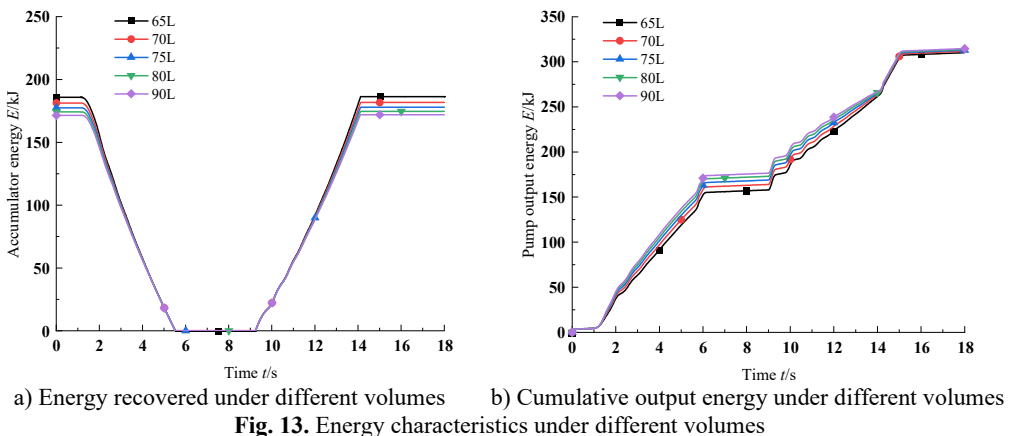 250
200
150
100
50
0
Accumulator energy E/kJ
65L
70L
75L
80L
90L
0 2 4 6 8 10 12 14 16 18
Time t/s
350
300
250
200
150
100
50
0
Pump output energy E/kJ
65L
70L
75L
80L
90L
0 2 4 6 8 10 12 14 16 18
Time t/s
a) Energy recovered under different volumes
b) Cumulative output energy under different volumes
Fig. 13. Energy characteristics under different volumes